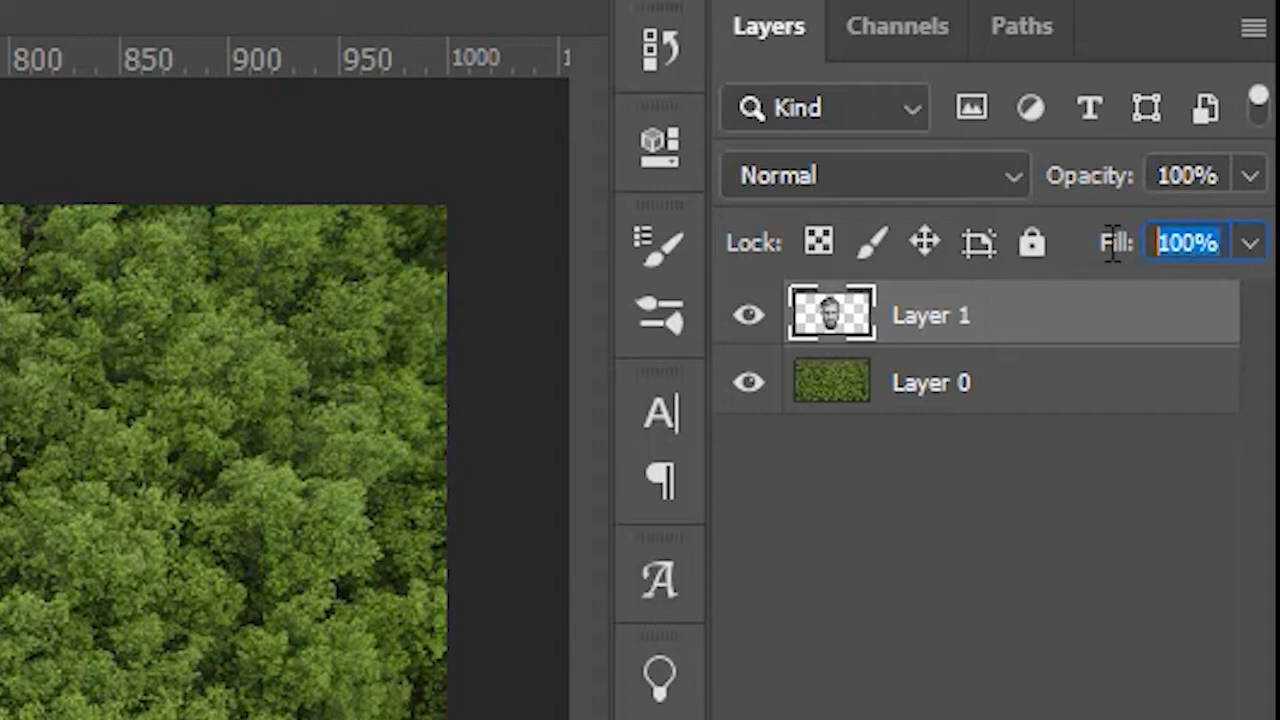 Layers Channels Paths
800 850 900 950 1000 1
Kind
Normal Opacity: 100%
Lock: Fill: 100%
Layer 1
Layer 0